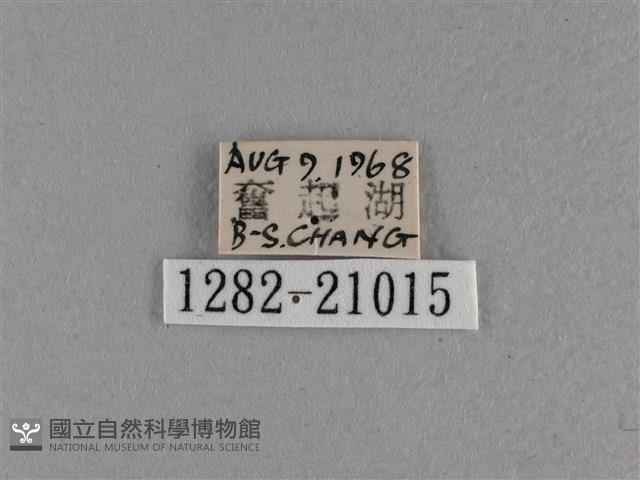 AUG 9, 1968
奮起湖
B-S. CHANG
1282-21015
國立自然科學博物館
NATIONAL MUSEUM OF NATURAL SCIENCE